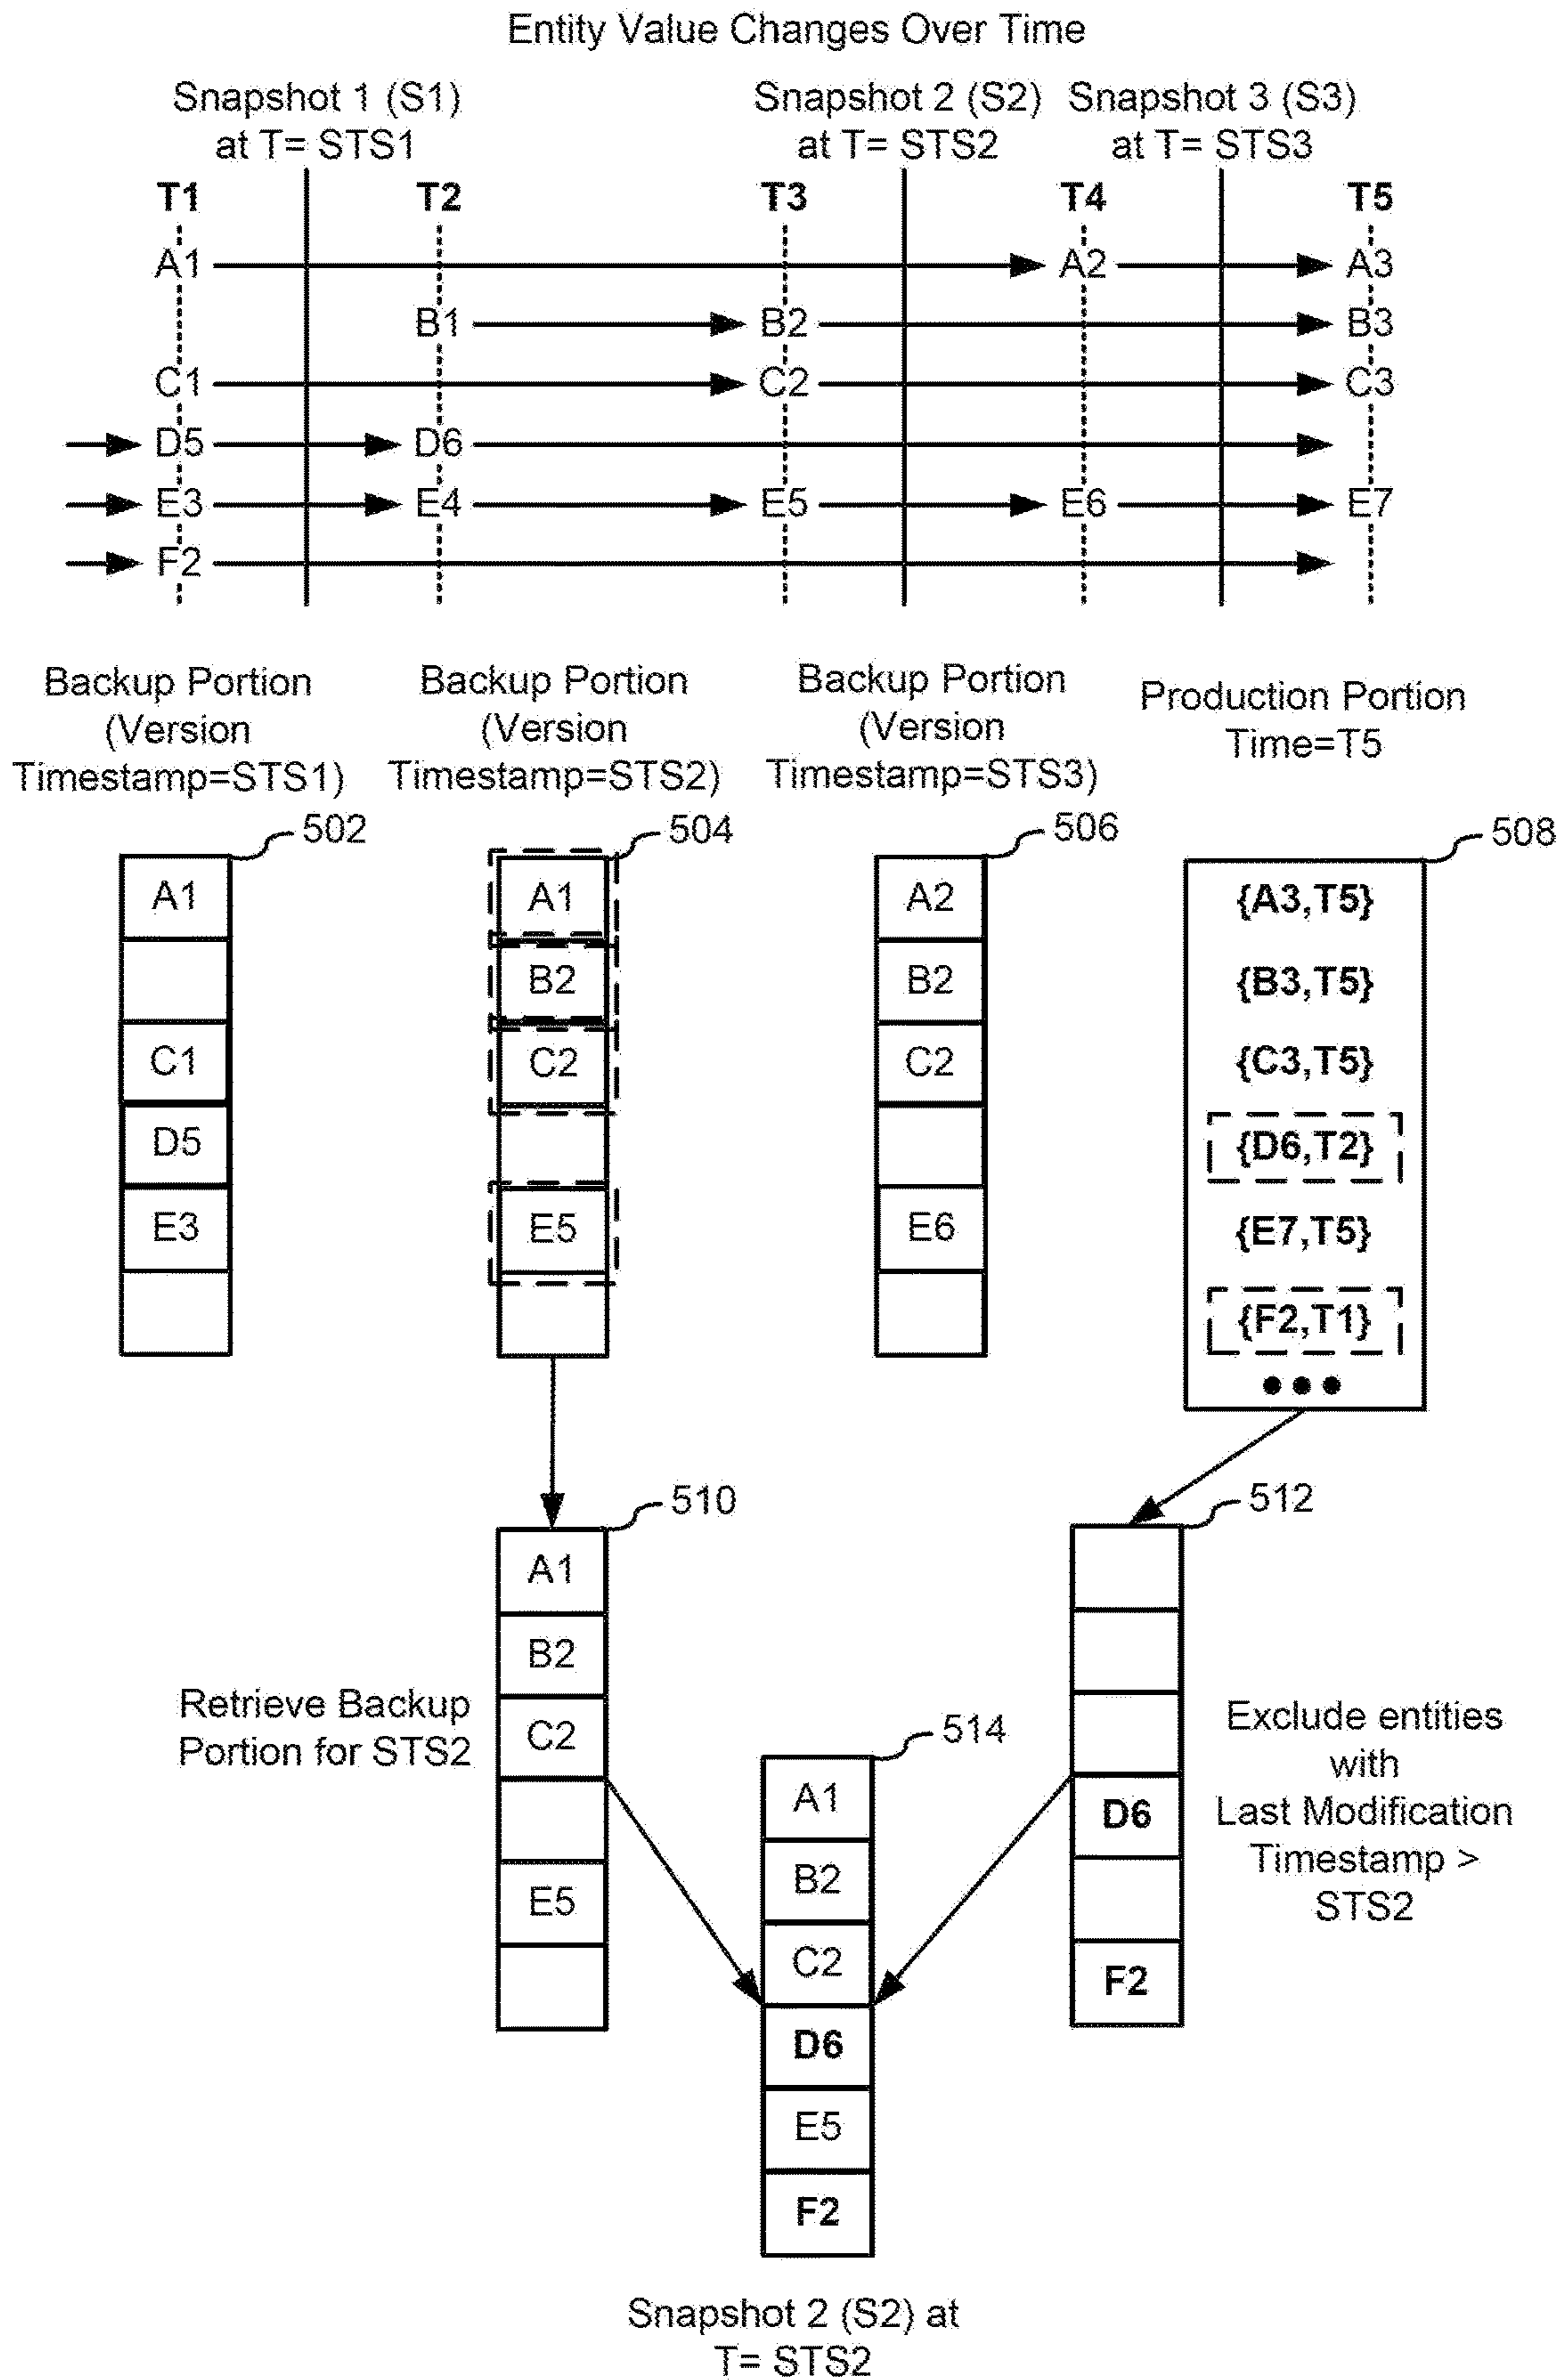 Entity Value Changes Over Time
Snapshot 1 (S1) Snapshot 2 (S2) Snapshot 3 (S3)
at T= STS1 at T= STS2 at T= STS3
T1 T2 T3 T4 T5
A1 A2 A3
B1 B2 B3
C1 C2 C3
D5 D6
E3 E4 E5 E6 E7
F2
Backup Portion
(Version
Timestamp=STS1)
Backup Portion
(Version
Timestamp=STS2)
Backup Portion
(Version
Timestamp=STS3)
Production Portion
Time=T5
502
A1
C1
D5
E3
504
A1
B2
C2
E5
506
A2
B2
C2
E6
508
{A3,T5}
{B3,T5}
{C3,T5}
{D6,T2}
{E7,T5}
{F2,T1}
•••
510
A1
B2
C2
E5
Retrieve Backup
Portion for STS2
512
D6
F2
Exclude entities
with
Last Modification
Timestamp >
STS2
514
A1
B2
C2
D6
E5
F2
Snapshot 2 (S2) at
T= STS2